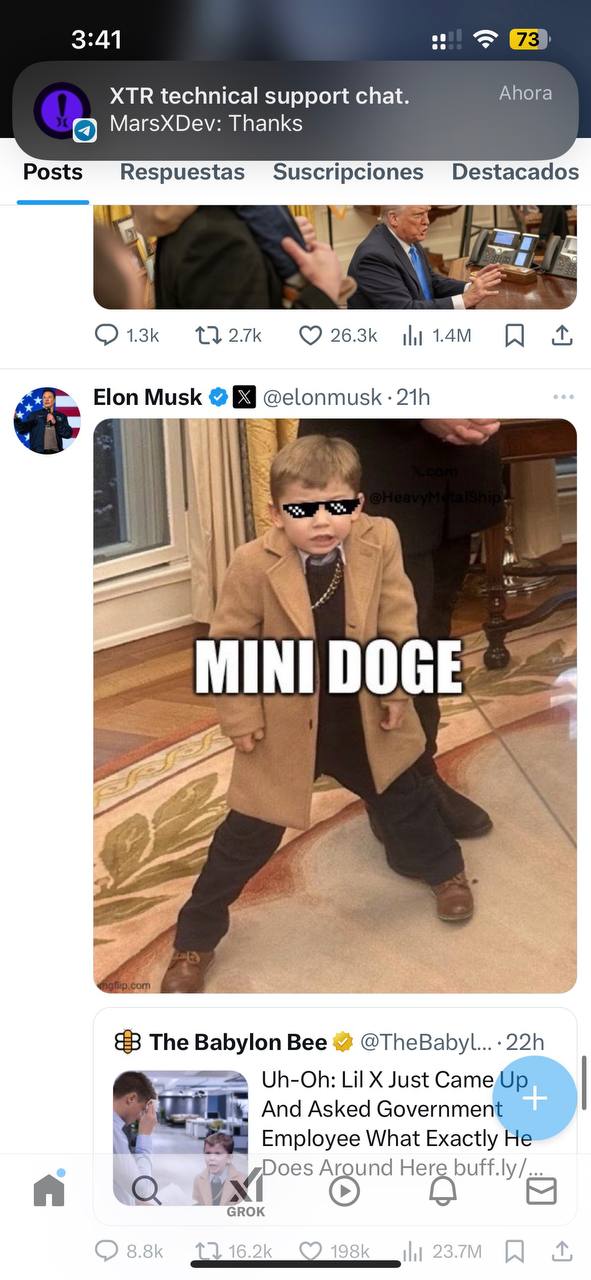 3:41
73
XTR technical support chat.
Ahora
MarsXDev: Thanks
Posts Respuestas Suscripciones Destacados
1.3k 2.7k 26.3k 1.4M
Elon Musk @elonmusk · 21h
X.com
@HeavyMetalShip
MINI DOGE
imgflip.com
The Babylon Bee @TheBabyl... · 22h
Uh-Oh: Lil X Just Came Up
And Asked Government
Employee What Exactly He
Does Around Here buff.ly/...
GROK
8.8k 16.2k 198k 23.7M